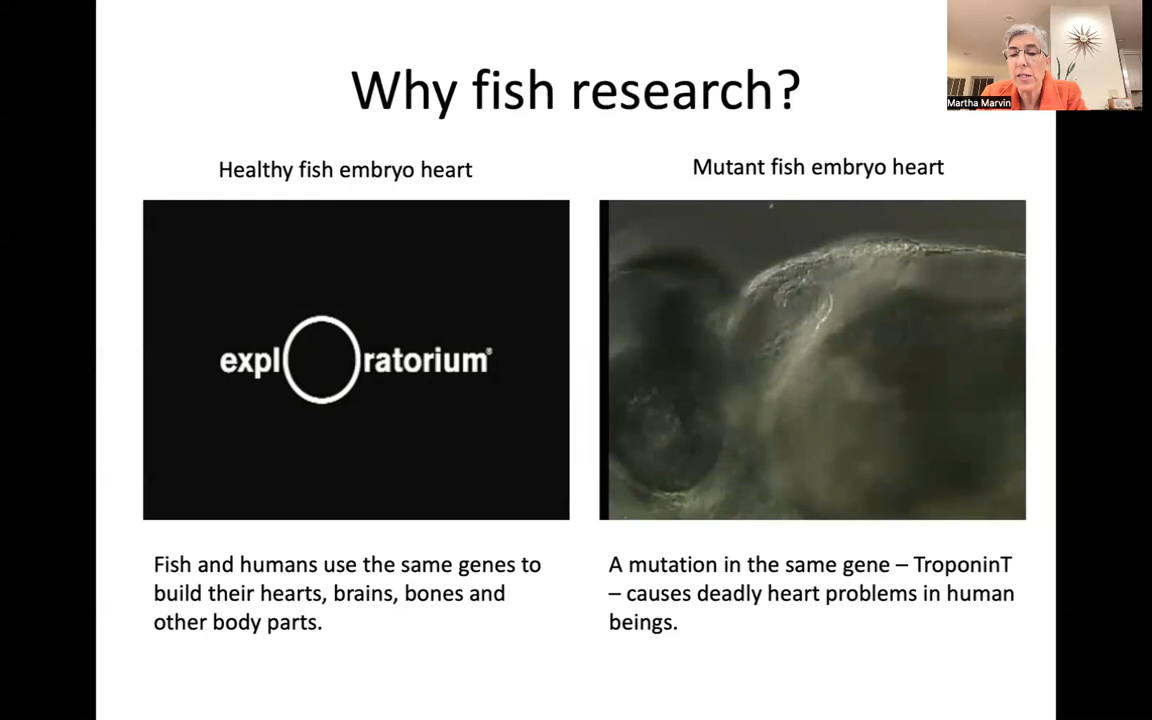 Why fish research?
Martha Marvin
Healthy fish embryo heart
Mutant fish embryo heart
expl ratorium®
Fish and humans use the same genes to
build their hearts, brains, bones and
other body parts.
A mutation in the same gene – TroponinT
– causes deadly heart problems in human
beings.